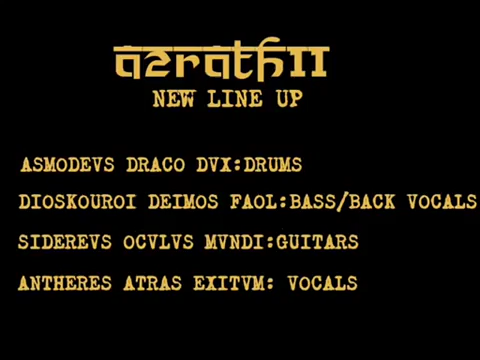 azrath11
NEW LINE UP
ASMODEVS DRACO DVX:DRUMS
DIOSKOUROI DEIMOS FAOL:BASS/BACK VOCALS
SIDEREVS OCVLVS MVNDI:GUITARS
ANTHERES ATRAS EXITVM: VOCALS